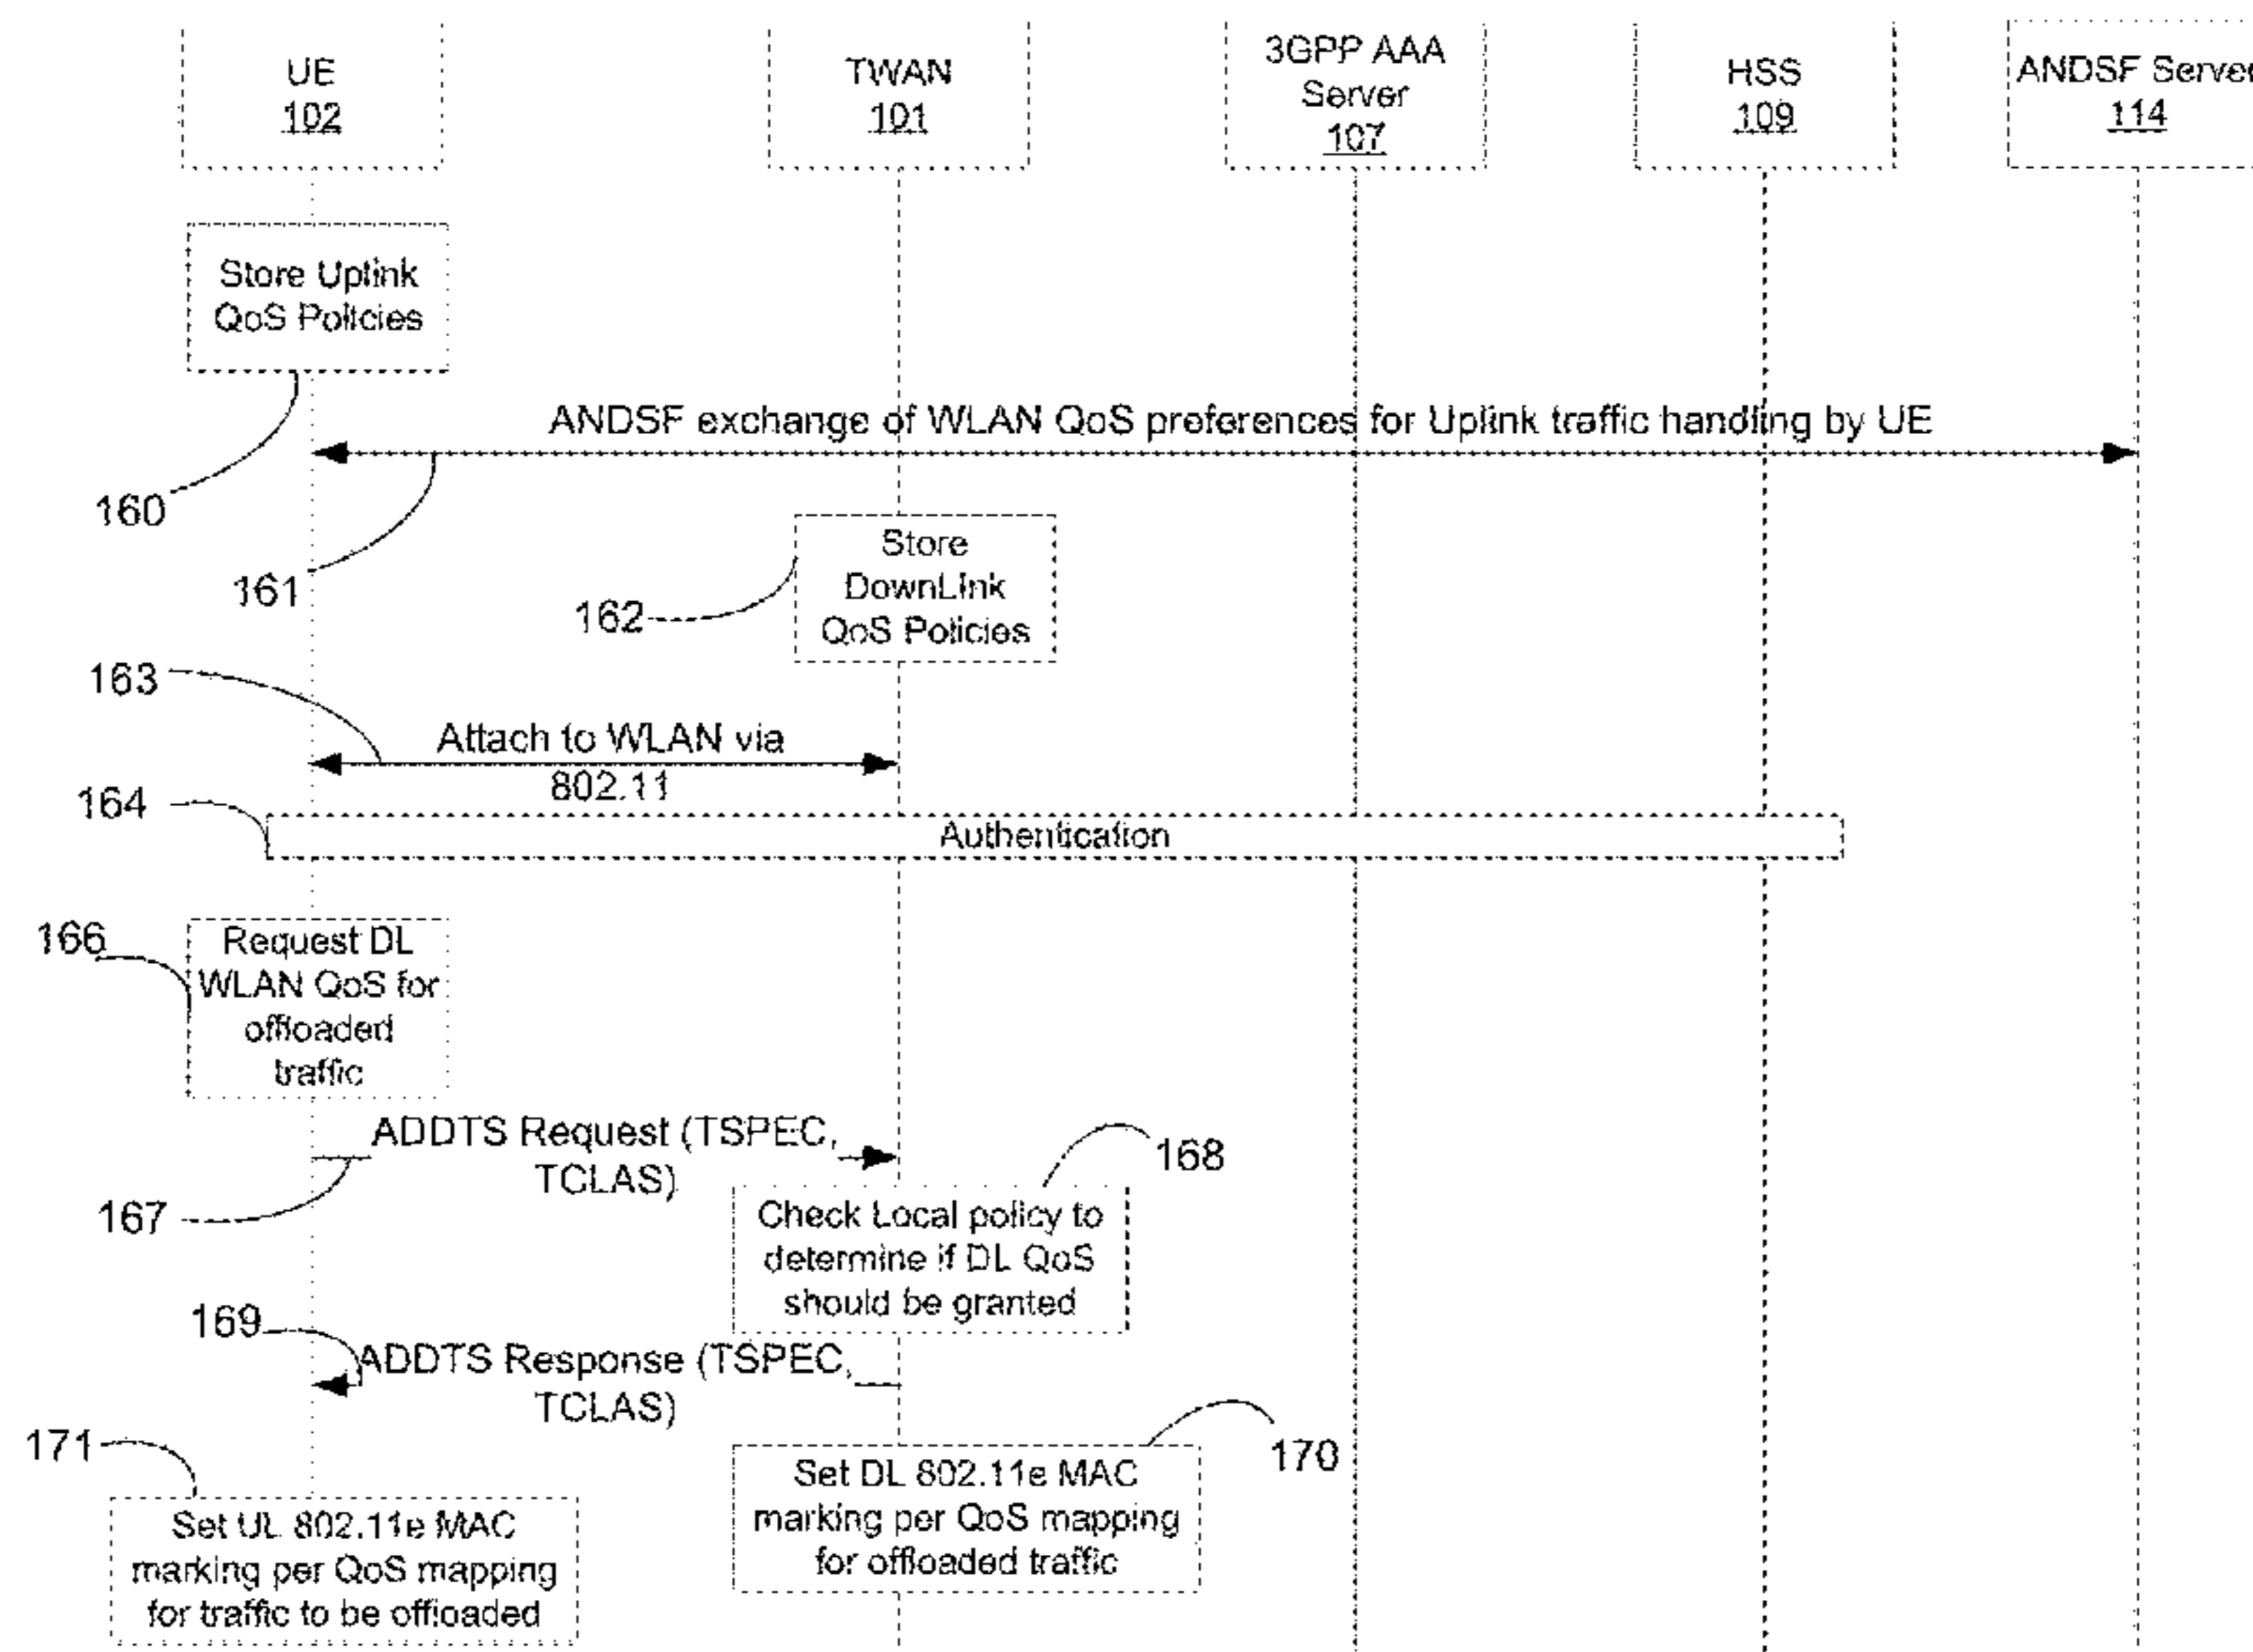 UE
102
TWAN
101
3GPP AAA
Server
107
HSS
109
ANDSF Server
114
Store Uplink
QoS Policies
ANDSF exchange of WLAN QoS preferences for Uplink traffic handling by UE
160
161
Store
DownLink
QoS Policies
162
163
Attach to WLAN via
802.11
164
Authentication
166
Request DL
WLAN QoS for
offloaded
traffic
ADDTS Request (TSPEC,
TCLAS)
167
168
Check Local policy to
determine if DL QoS
should be granted
169
ADDTS Response (TSPEC,
TCLAS)
170
171
Set DL 802.11e MAC
marking per QoS mapping
for offloaded traffic
Set UL 802.11e MAC
marking per QoS mapping
for traffic to be offloaded